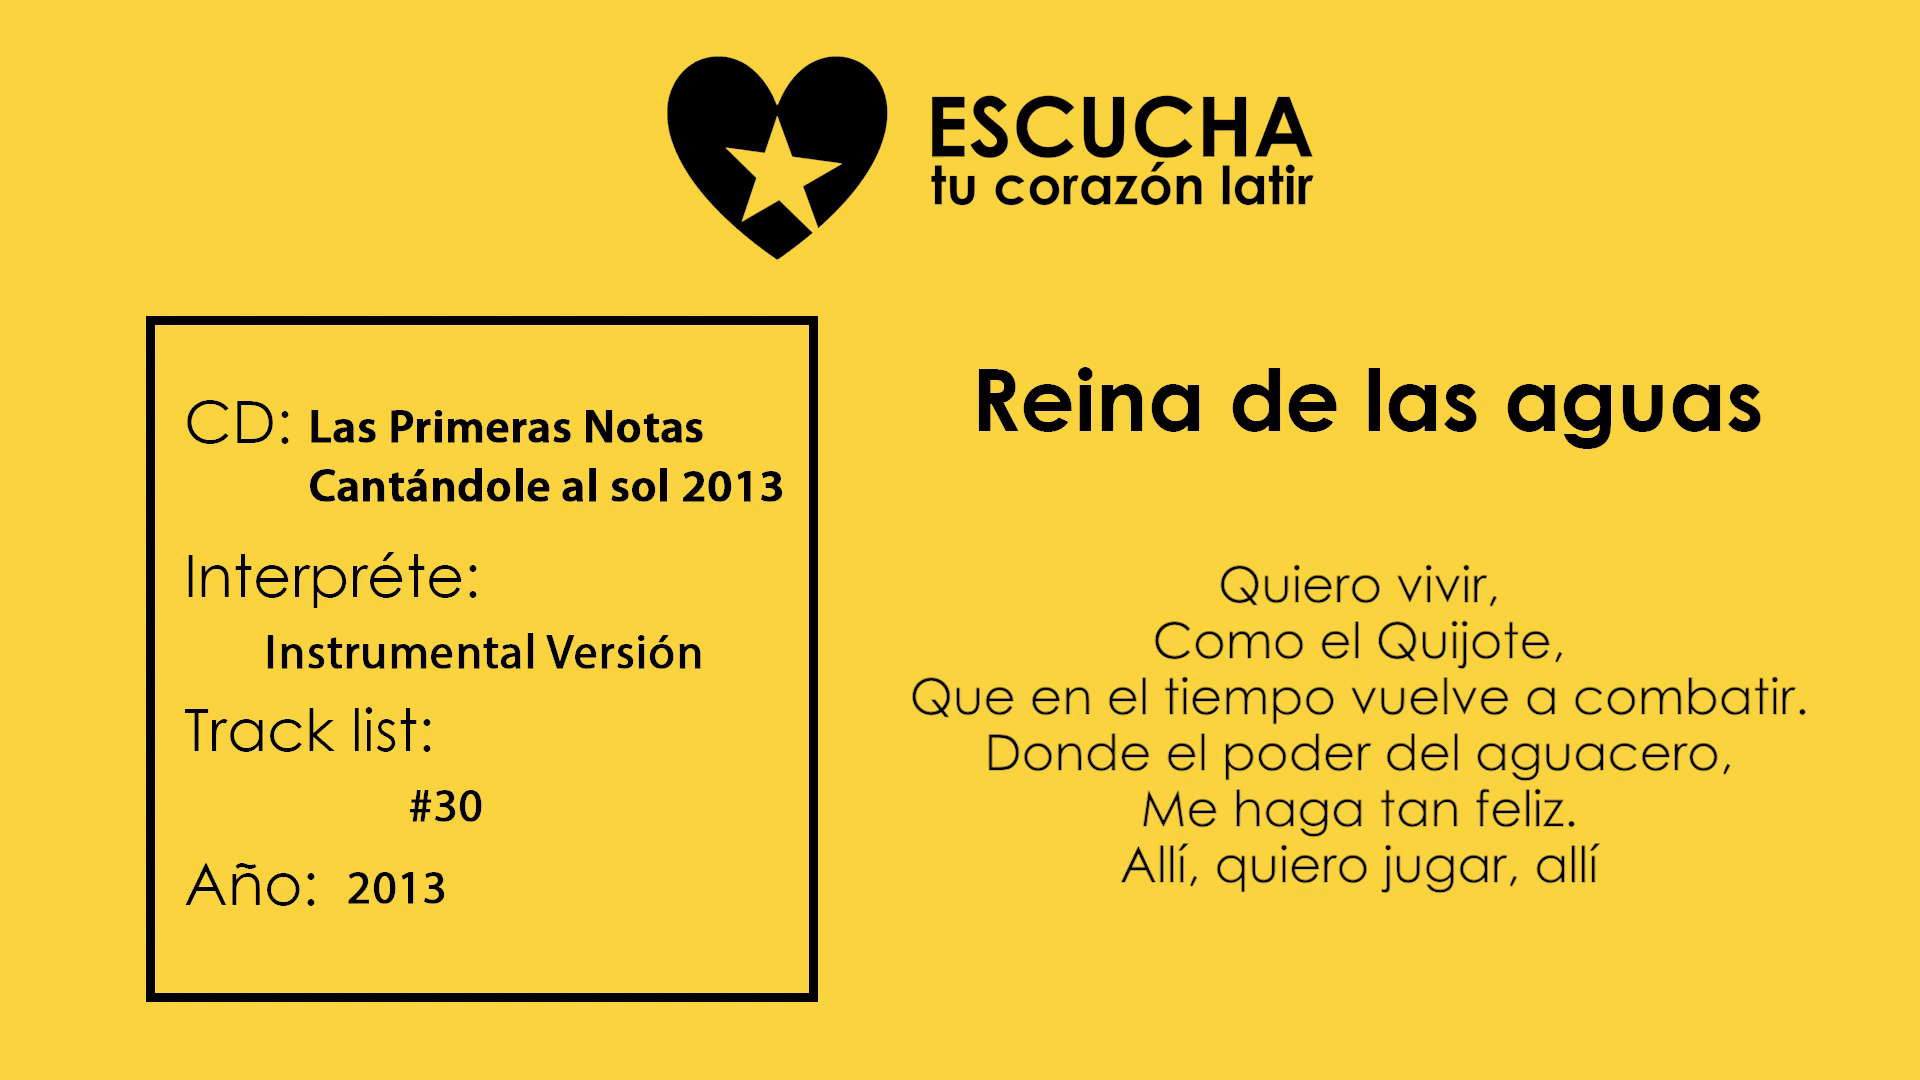 ESCUCHA
tu corazón latir
CD: Las Primeras Notas
Cantándole al sol 2013
Interpréte:
Instrumental Versión
Track list:
#30
Año: 2013
Reina de las aguas
Quiero vivir,
Como el Quijote,
Que en el tiempo vuelve a combatir.
Donde el poder del aguacero,
Me haga tan feliz.
Allí, quiero jugar, allí